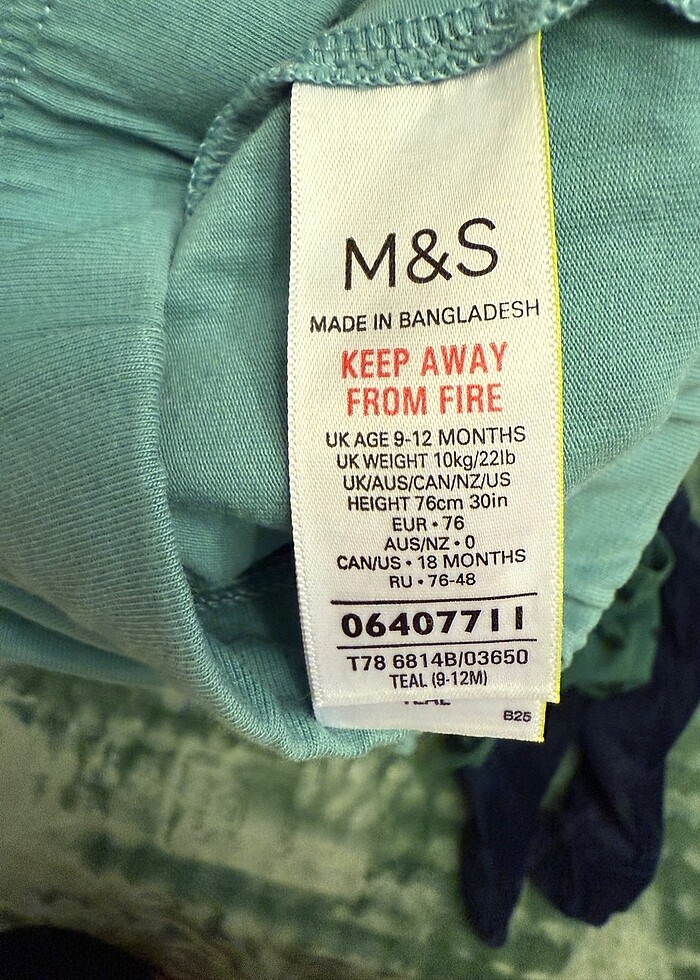 M&S
MADE IN BANGLADESH
KEEP AWAY
FROM FIRE
UK AGE 9-12 MONTHS
UK WEIGHT 10kg/22lb
UK/AUS/CAN/NZ/US
HEIGHT 76cm 30in
EUR • 76
AUS/NZ • 0
CAN/US • 18 MONTHS
RU • 76-48
06407711
T78 6814B/03650
TEAL (9-12M)
B25